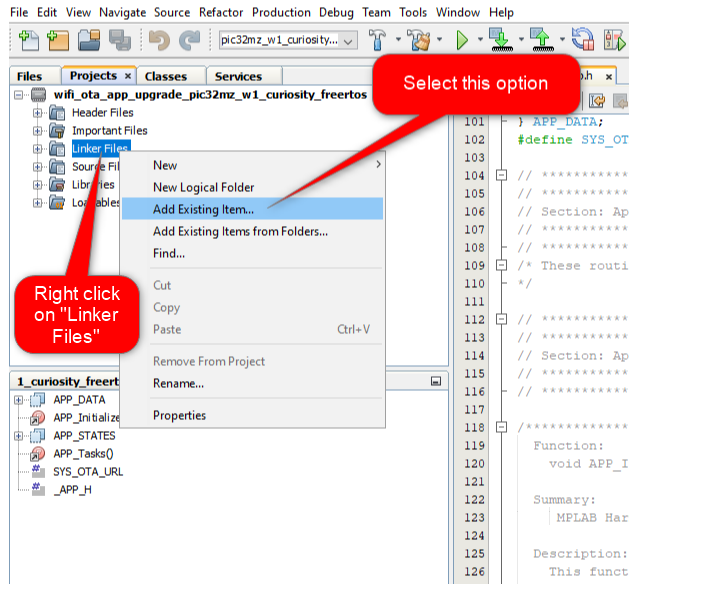 File Edit View Navigate Source Refactor Production Debug Team Tools Window Help
pic32mz_w1_curiosity...
Files Projects × Classes Services
.h ×
Select this option
wifi_ota_app_upgrade_pic32mz_w1_curiosity_freertos
Header Files
Important Files
Linker Files
Source Fil
Libraries
Loadables
New
New Logical Folder
Add Existing Item...
Add Existing Items from Folders...
Find...
Cut
Copy
Paste Ctrl+V
Remove From Project
Rename...
Properties
Right click
on "Linker
Files"
1_curiosity_freert
APP_DATA
APP_Initialize
APP_STATES
APP_Tasks()
SYS_OTA_URL
_APP_H
101 } APP_DATA;
102 #define SYS_OT
103
104 // ************
105 // ************
106 // Section: Ap
107 // ************
108 // ************
109 /* These routi
110 */
111
112 // ************
113 // ************
114 // Section: Ap
115 // ************
116 // ************
117
118 /*************
119 Function:
120 void APP_I
121
122 Summary:
123 MPLAB Har
124
125 Description:
126 This funct